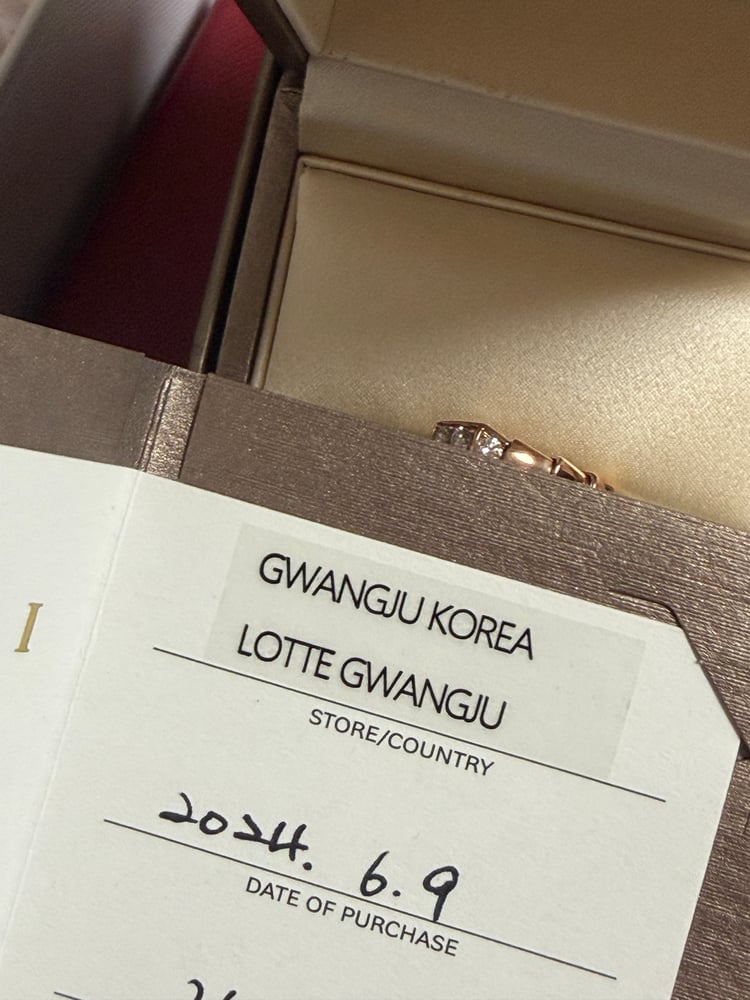 I
GWANGJU KOREA
LOTTE GWANGJU
STORE/COUNTRY
2024. 6.9
DATE OF PURCHASE